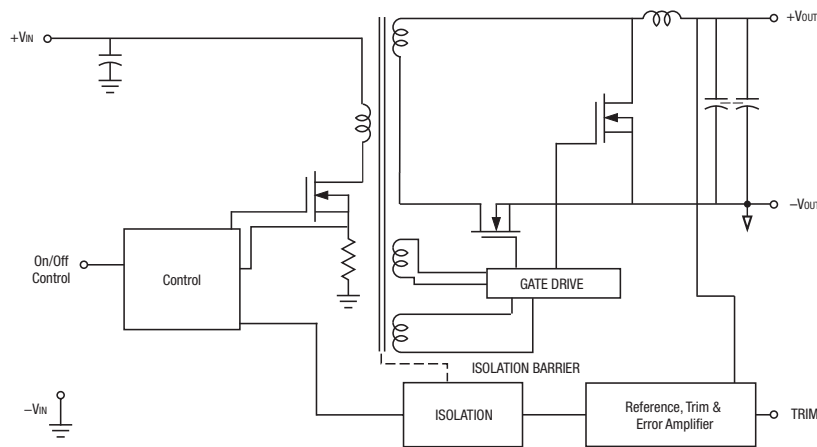 +VOUT
+VIN
−VOUT
On/Off
Control
Control
GATE DRIVE
ISOLATION BARRIER
−VIN
ISOLATION
Reference, Trim &
Error Amplifier
TRIM